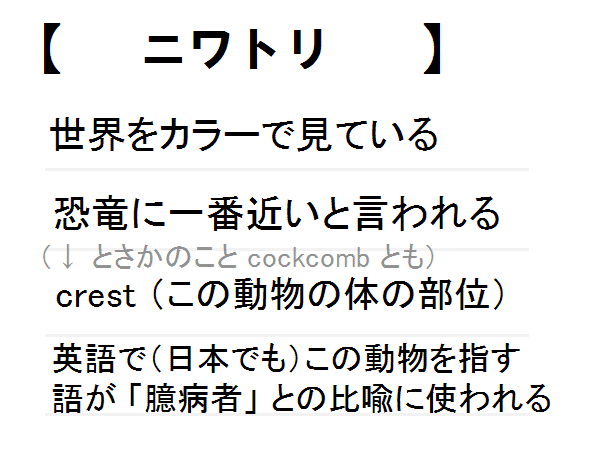 【 ニワトリ 】
世界をカラーで見ている
恐竜に一番近いと言われる
(↓ とさかのこと cockcomb とも)
crest (この動物の体の部位)
英語で(日本でも)この動物を指す
語が「臆病者」との比喩に使われる